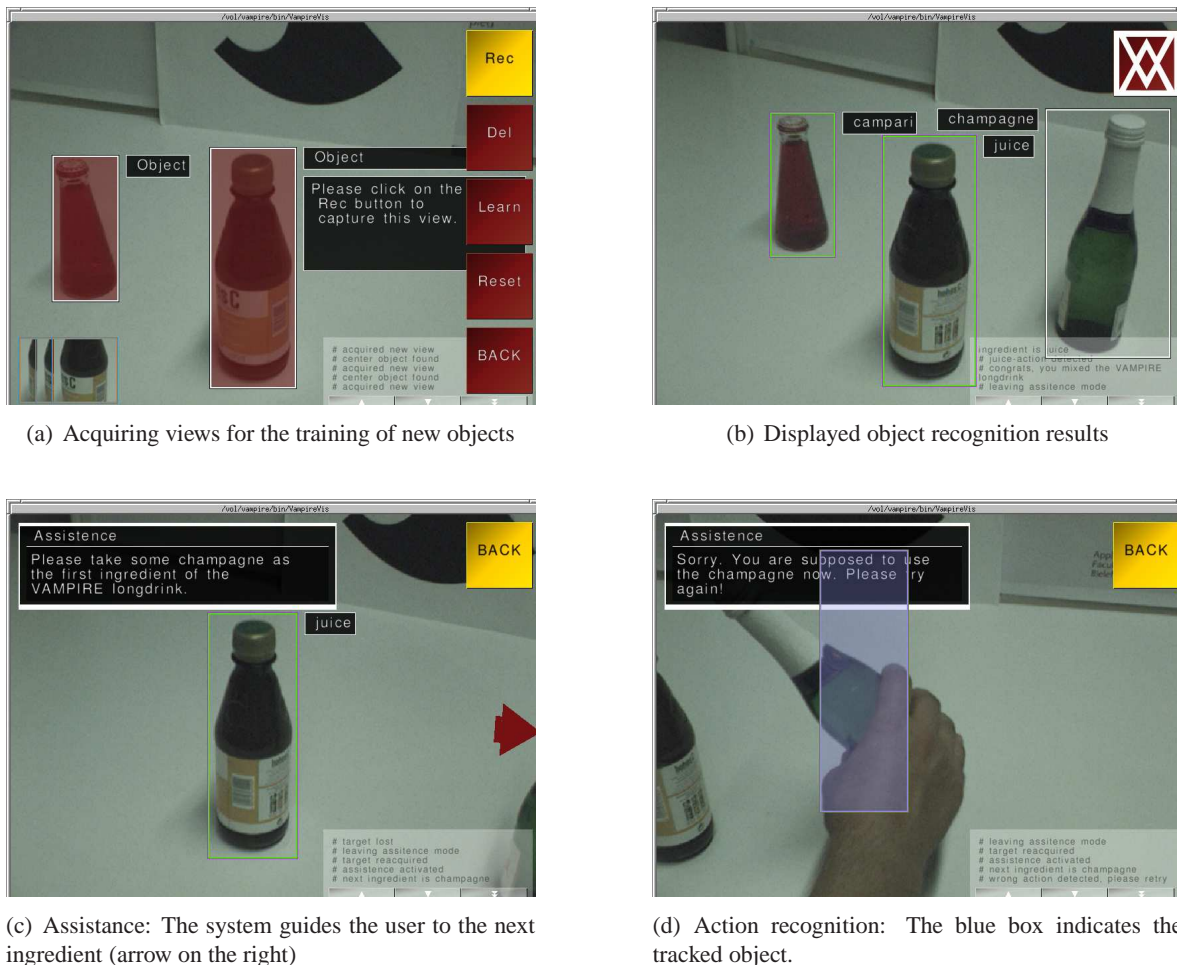 /vol/vampire/bin/VampireVis
Rec
Del
Learn
Reset
BACK
Object
Object
Please click on the
Rec button to
capture this view.
# acquired new view
# center object found
# acquired new view
# center object found
# acquired new view
(a) Acquiring views for the training of new objects
/vol/vampire/bin/VampireVis
campari
champagne
juice
ingredient is juice
# juice-action detected
# congrats, you mixed the VAMPIRE
longdrink
# leaving assitence mode
(b) Displayed object recognition results
/vol/vampire/bin/VampireVis
Assistence
Please take some champagne as
the first ingredient of the
VAMPIRE longdrink.
BACK
juice
# target lost
# leaving assitence mode
# target reacquired
# assistence activated
# next ingredient is champagne
(c) Assistance: The system guides the user to the next
ingredient (arrow on the right)
/vol/vampire/bin/VampireVis
Assistence
Sorry. You are supposed to use
the champagne now. Please ry
again!
BACK
# leaving assitence mode
# target reacquired
# assistence activated
# next ingredient is champagne
# wrong action detected, please retry
(d) Action recognition: The blue box indicates the
tracked object.